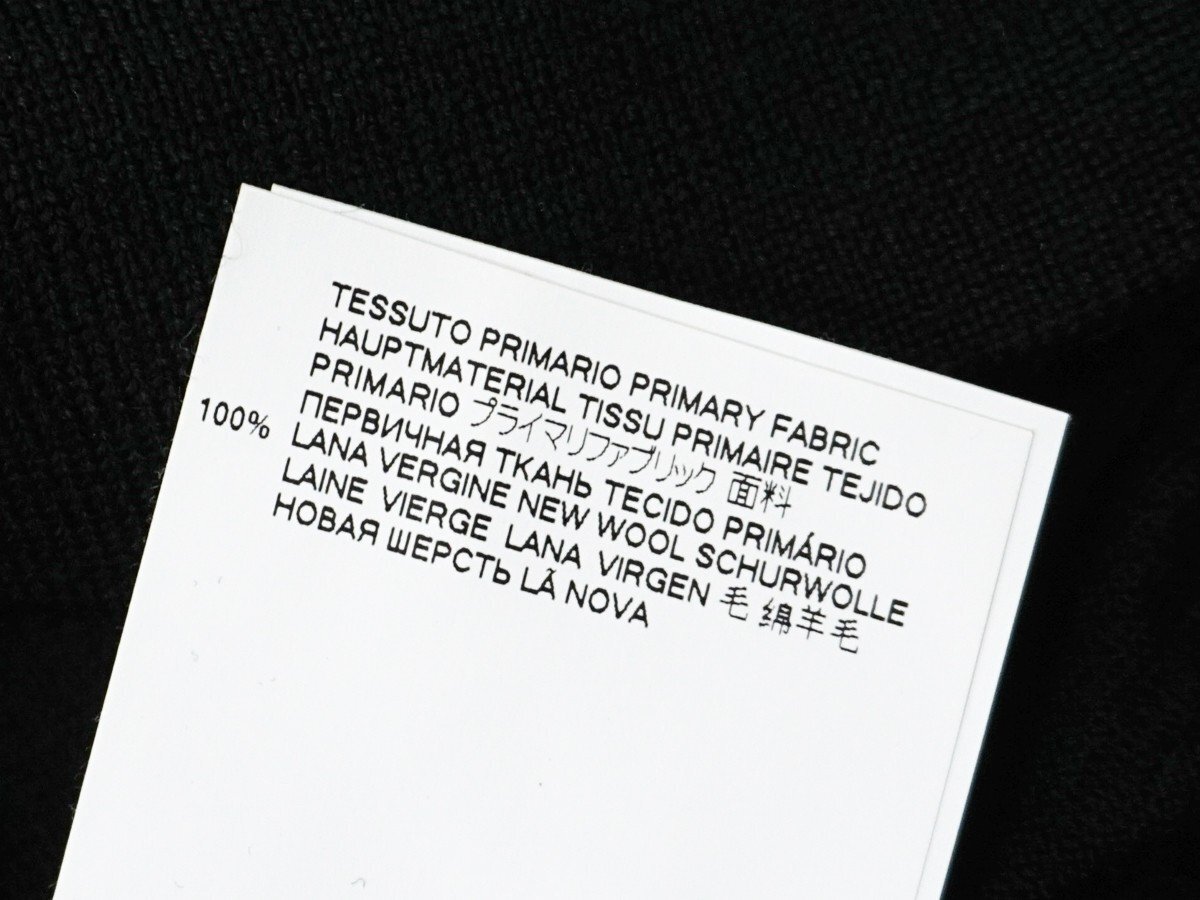 TESSUTO PRIMARIO PRIMARY FABRIC
HAUPTMATERIAL TISSU PRIMAIRE TEJIDO
PRIMARIO プライマリファブリック 面料
ПЕРВИЧНАЯ ТКАНЬ TECIDO PRIMÁRIO
100% LANA VERGINE NEW WOOL SCHURWOLLE
LAINE VIERGE LANA VIRGEN 毛 绵羊毛
НОВАЯ ШЕРСТЬ LÃ NOVA